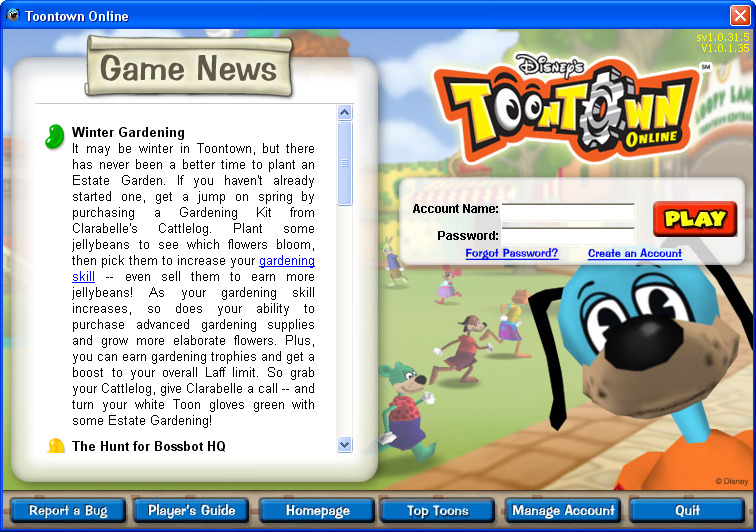 Toontown Online
sv1.0.31.5
V1.0.1.35
Game News
Disney's
TOONTOWN
ONLINE
SM
Winter Gardening
It may be winter in Toontown, but there
has never been a better time to plant an
Estate Garden. If you haven't already
started one, get a jump on spring by
purchasing a Gardening Kit from
Clarabelle's Cattlelog. Plant some
jellybeans to see which flowers bloom,
then pick them to increase your gardening
skill -- even sell them to earn more
jellybeans! As your gardening skill
increases, so does your ability to
purchase advanced gardening supplies
and grow more elaborate flowers. Plus,
you can earn gardening trophies and get a
boost to your overall Laff limit. So grab
your Cattlelog, give Clarabelle a call -- and
turn your white Toon gloves green with
some Estate Gardening!
The Hunt for Bossbot HQ
GOOFY LAND
TOONTOWN CENTRAL
Account Name:
PLAY
Password:
Forgot Password?
Create an Account
© Disney
Report a Bug
Player's Guide
Homepage
Top Toons
Manage Account
Quit